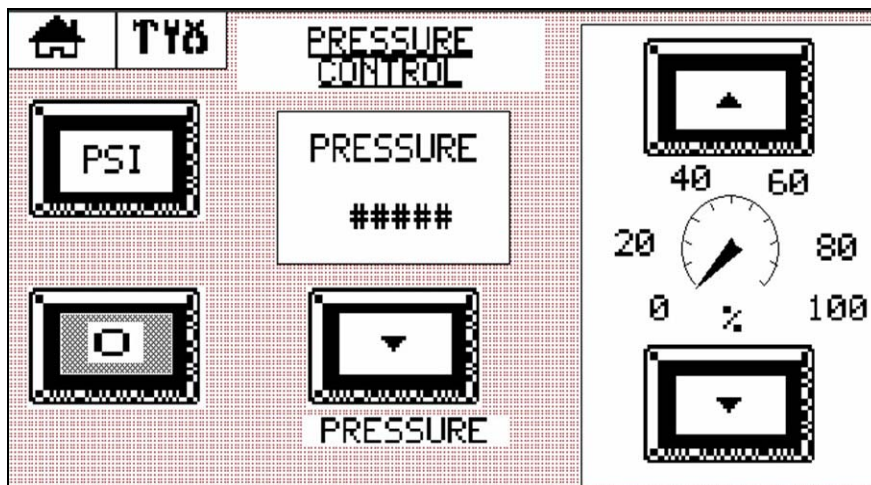 PRESSURE
CONTROL
PSI
PRESSURE
#####
PRESSURE
40 60
20 80
0 % 100